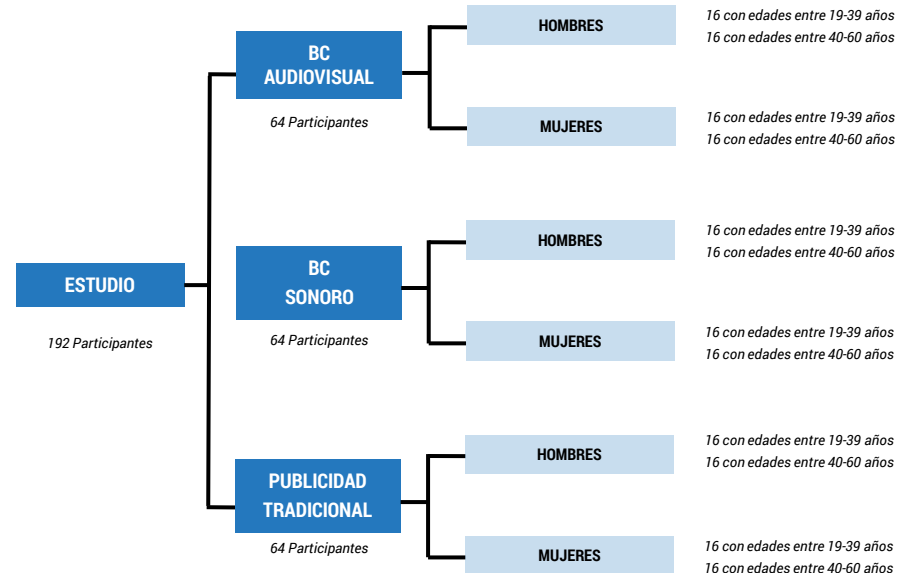 ESTUDIO
192 Participantes
BC
AUDIOVISUAL
64 Participantes
HOMBRES
16 con edades entre 19-39 años
16 con edades entre 40-60 años
MUJERES
16 con edades entre 19-39 años
16 con edades entre 40-60 años
BC
SONORO
64 Participantes
HOMBRES
16 con edades entre 19-39 años
16 con edades entre 40-60 años
MUJERES
16 con edades entre 19-39 años
16 con edades entre 40-60 años
PUBLICIDAD
TRADICIONAL
64 Participantes
HOMBRES
16 con edades entre 19-39 años
16 con edades entre 40-60 años
MUJERES
16 con edades entre 19-39 años
16 con edades entre 40-60 años